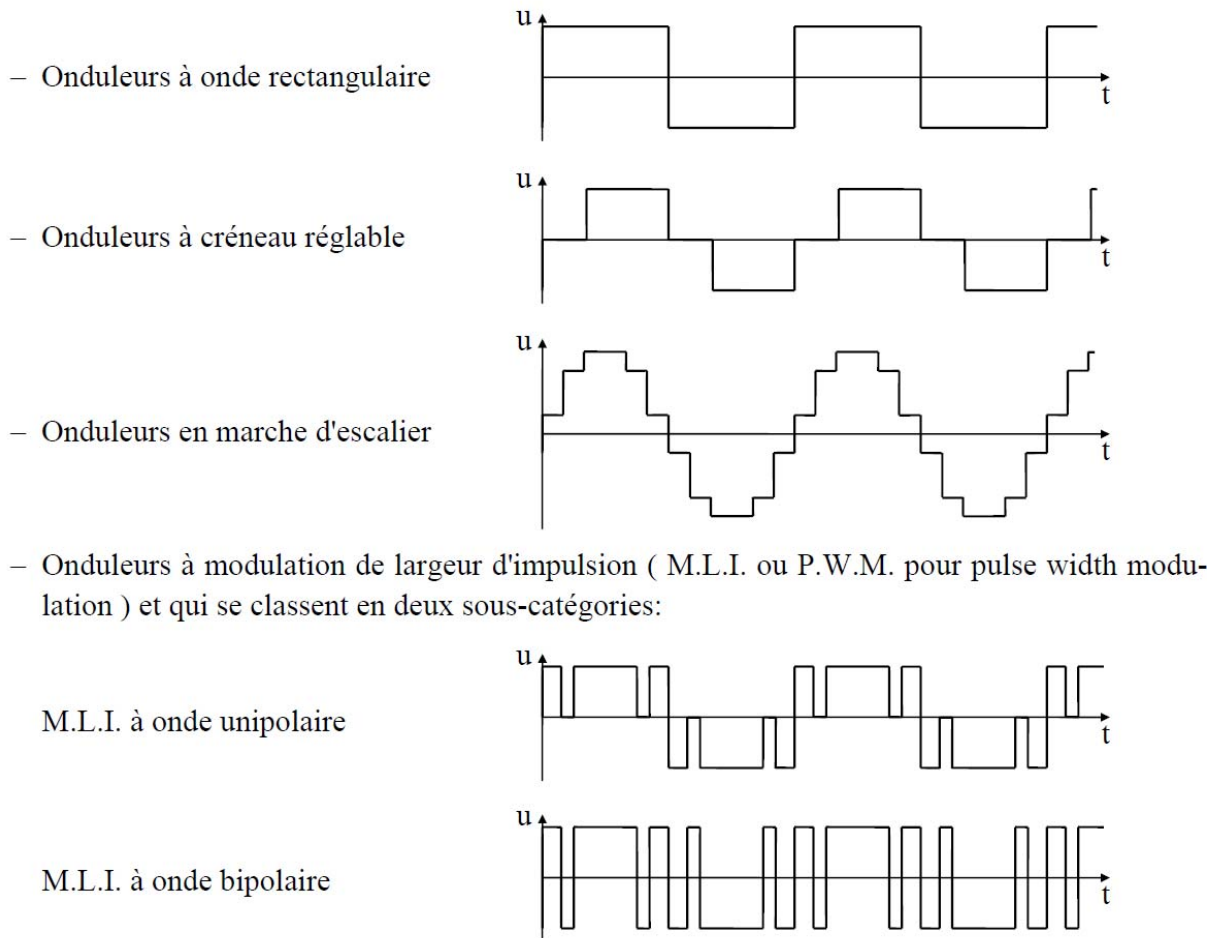 u
– Onduleurs à onde rectangulaire
t
u
– Onduleurs à créneau réglable
t
u
– Onduleurs en marche d'escalier
t
– Onduleurs à modulation de largeur d'impulsion ( M.L.I. ou P.W.M. pour pulse width modu-
lation ) et qui se classent en deux sous-catégories:
u
M.L.I. à onde unipolaire
t
u
M.L.I. à onde bipolaire
t